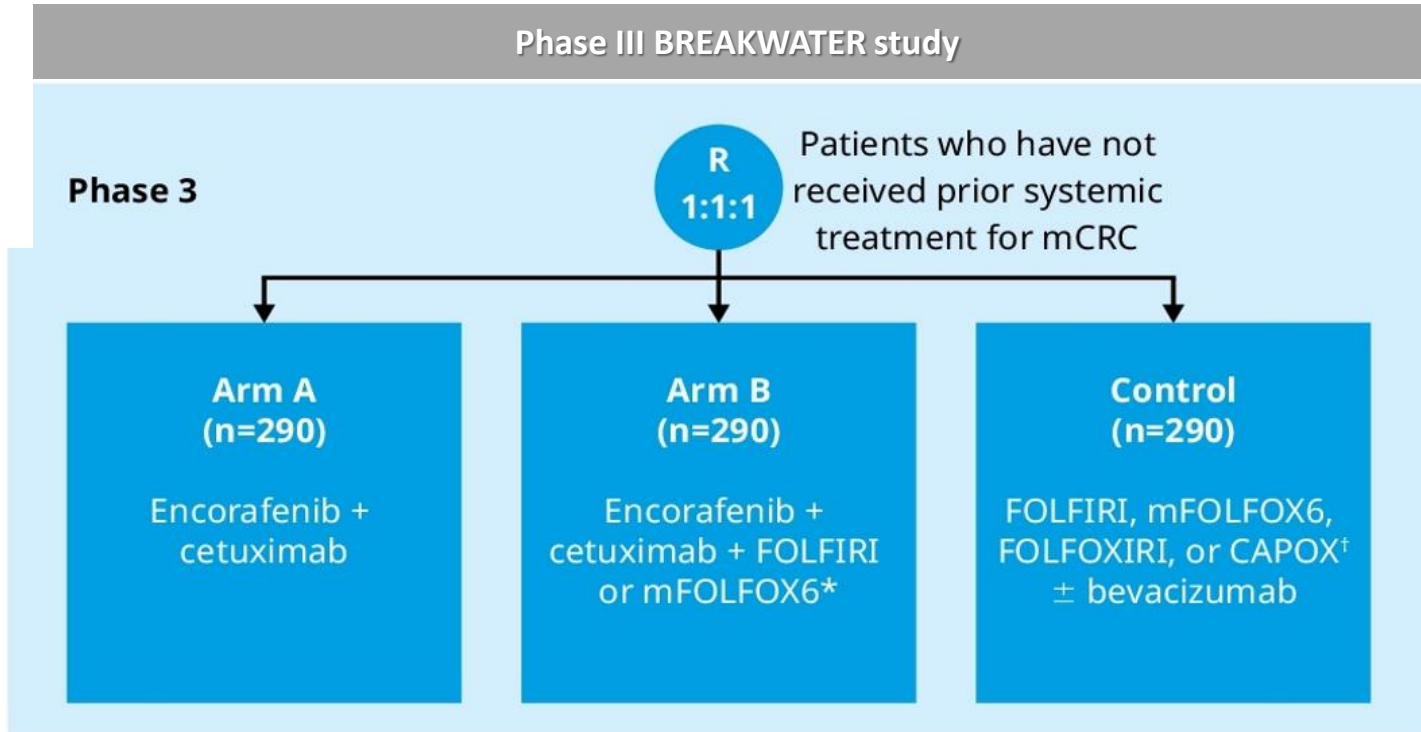 Phase III BREAKWATER study
Phase 3
R
1:1:1
Patients who have not
received prior systemic
treatment for mCRC
Arm A
(n=290)
Encorafenib +
cetuximab
Arm B
(n=290)
Encorafenib +
cetuximab + FOLFIRI
or mFOLFOX6*
Control
(n=290)
FOLFIRI, mFOLFOX6,
FOLFOXIRI, or CAPOX†
± bevacizumab